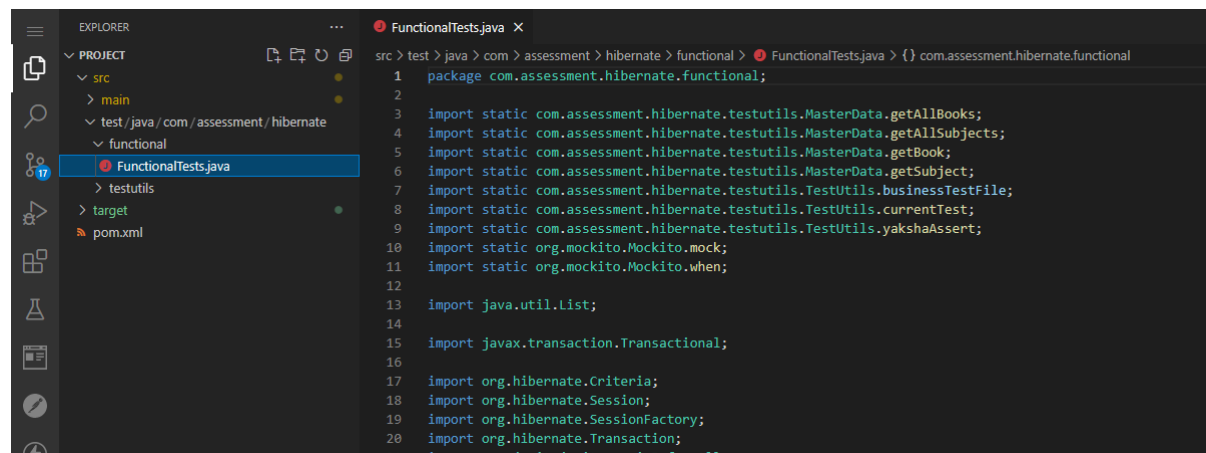 EXPLORER
PROJECT
src
main
test/java/com/assessment/hibernate
functional
FunctionalTests.java
testutils
target
pom.xml
17
FunctionalTests.java
src > test > java > com > assessment > hibernate > functional > FunctionalTests.java > {} com.assessment.hibernate.functional
1 package com.assessment.hibernate.functional;
2
3 import static com.assessment.hibernate.testutils.MasterData.getAllBooks;
4 import static com.assessment.hibernate.testutils.MasterData.getAllSubjects;
5 import static com.assessment.hibernate.testutils.MasterData.getBook;
6 import static com.assessment.hibernate.testutils.MasterData.getSubject;
7 import static com.assessment.hibernate.testutils.TestUtils.businessTestFile;
8 import static com.assessment.hibernate.testutils.TestUtils.currentTest;
9 import static com.assessment.hibernate.testutils.TestUtils.yakshaAssert;
10 import static org.mockito.Mockito.mock;
11 import static org.mockito.Mockito.when;
12
13 import java.util.List;
14
15 import javax.transaction.Transactional;
16
17 import org.hibernate.Criteria;
18 import org.hibernate.Session;
19 import org.hibernate.SessionFactory;
20 import org.hibernate.Transaction;